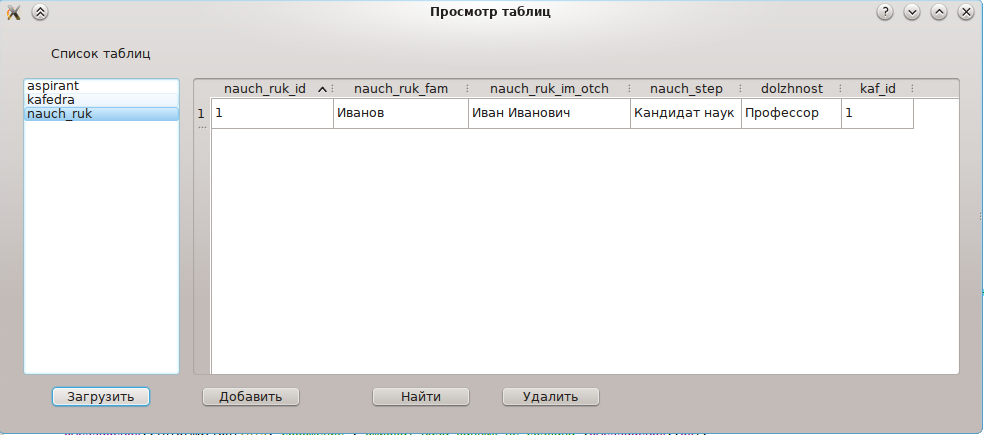 Просмотр таблиц
Список таблиц
aspirant
kafedra
nauch_ruk
nauch_ruk_id nauch_ruk_fam nauch_ruk_im_otch nauch_step dolzhnost kaf_id
1 1 Иванов Иван Иванович Кандидат наук Профессор 1
Загрузить Добавить Найти Удалить